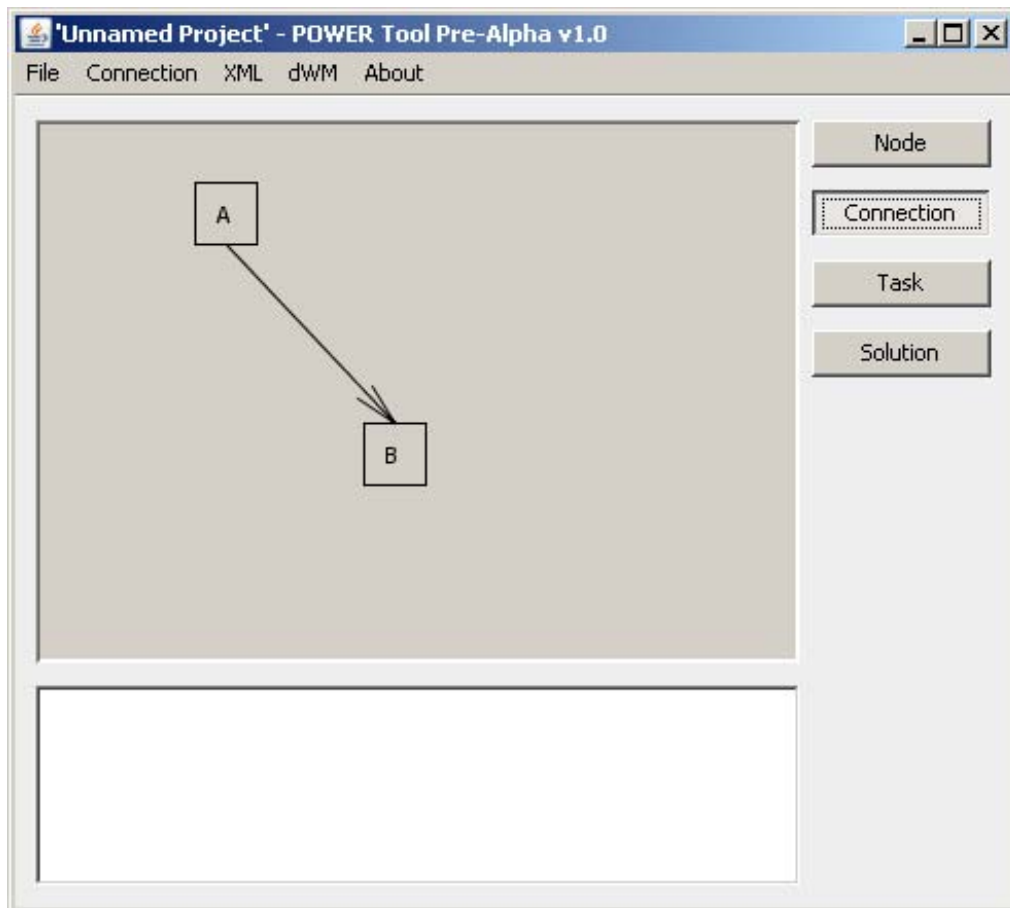 'Unnamed Project' - POWER Tool Pre-Alpha v1.0
File Connection XML dWM About
Node
A
Connection
Task
Solution
B